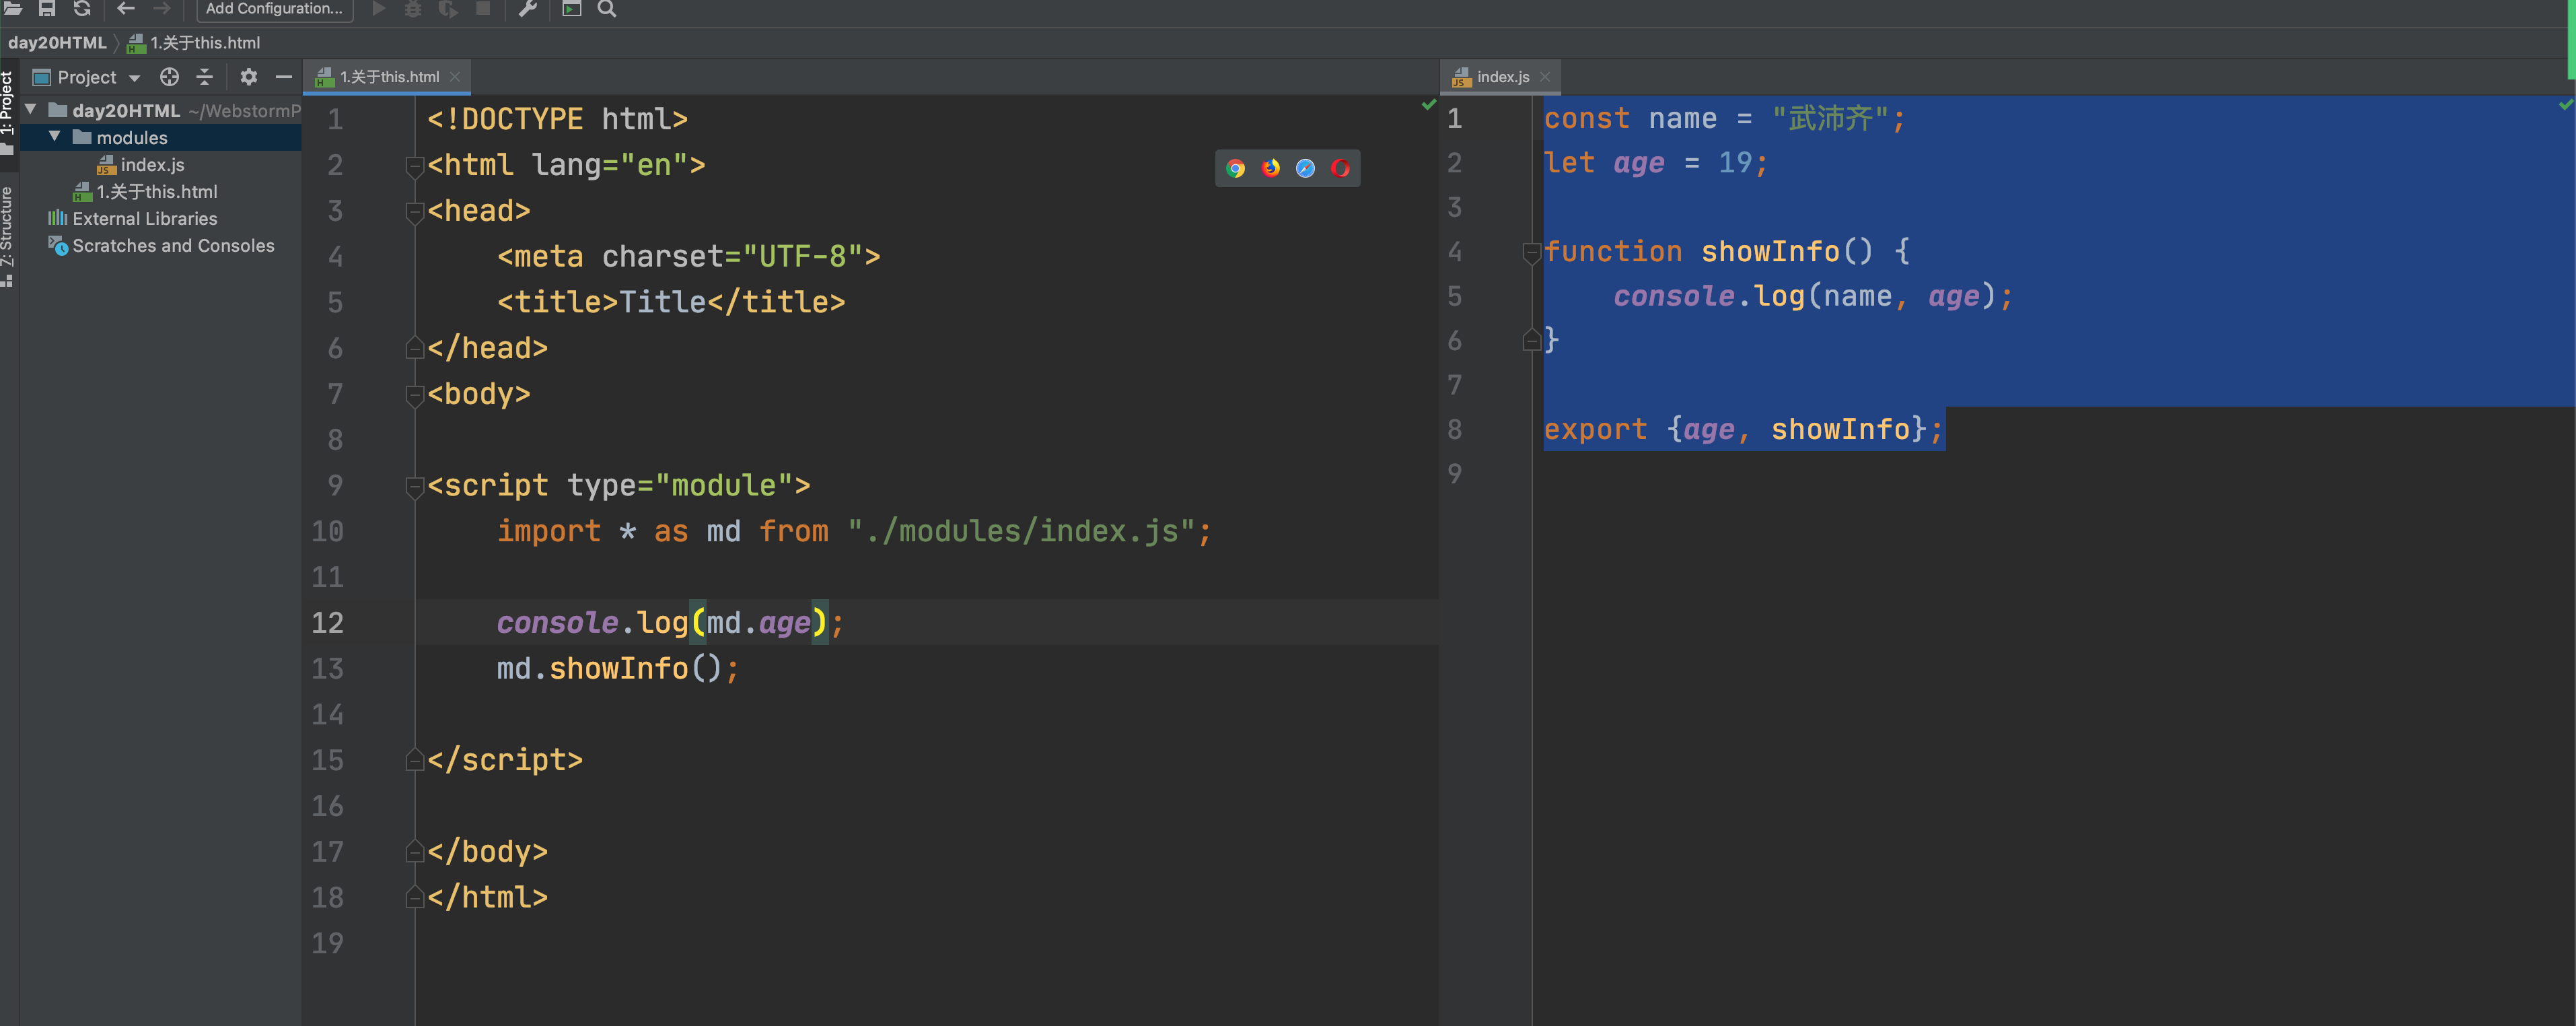 Add Configuration...
day20HTML
1.关于this.html
1: Project
7: Structure
Project
day20HTML ~/WebstormP
modules
index.js
1.关于this.html
External Libraries
Scratches and Consoles
1.关于this.html
1 <!DOCTYPE html>
2 <html lang="en">
3 <head>
4 <meta charset="UTF-8">
5 <title>Title</title>
6 </head>
7 <body>
8
9 <script type="module">
10 import * as md from "./modules/index.js";
11
12 console.log(md.age);
13 md.showInfo();
14
15 </script>
16
17 </body>
18 </html>
19
index.js
1 const name = "武沛齐";
2 let age = 19;
3
4 function showInfo() {
5 console.log(name, age);
6 }
7
8 export {age, showInfo};
9